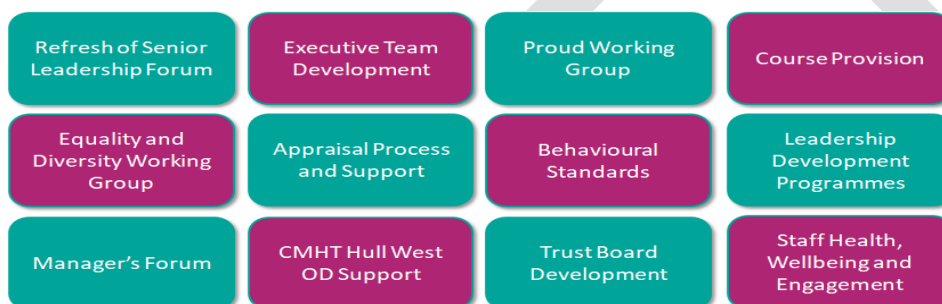 Refresh of Senior
Leadership Forum
Executive Team
Development
Proud Working
Group
Course Provision
Equality and
Diversity Working
Group
Appraisal Process
and Support
Behavioural
Standards
Leadership
Development
Programmes
Manager's Forum
CMHT Hull West
OD Support
Trust Board
Development
Staff Health,
Wellbeing and
Engagement